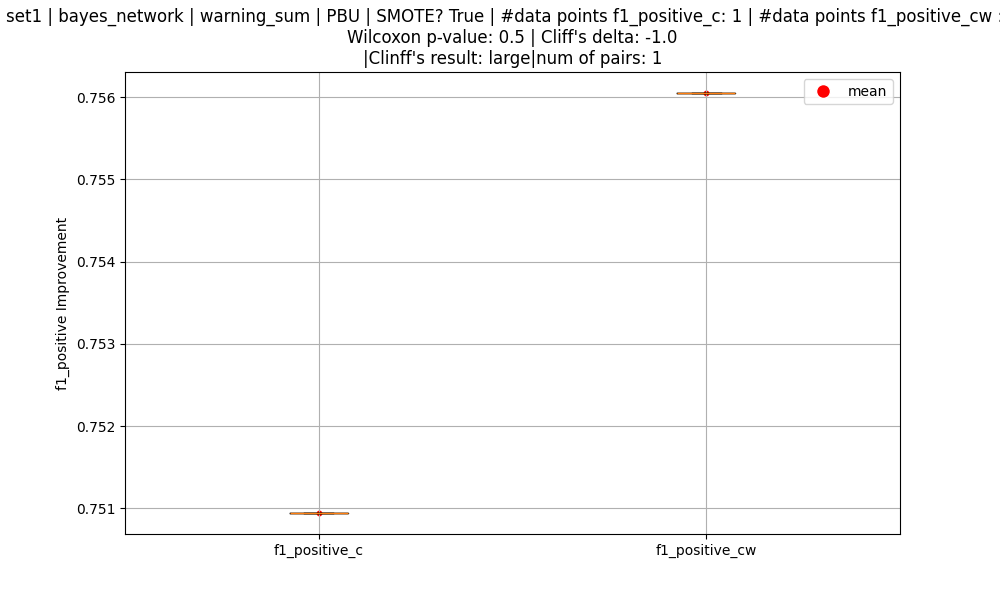 set1 | bayes_network | warning_sum | PBU | SMOTE? True | #data points f1_positive_c: 1 | #data points f1_positive_cw :
Wilcoxon p-value: 0.5 | Cliff's delta: -1.0
|Clinff's result: large|num of pairs: 1
mean
0.756
0.755
0.754
0.753
0.752
0.751
f1_positive Improvement
f1_positive_c
f1_positive_cw